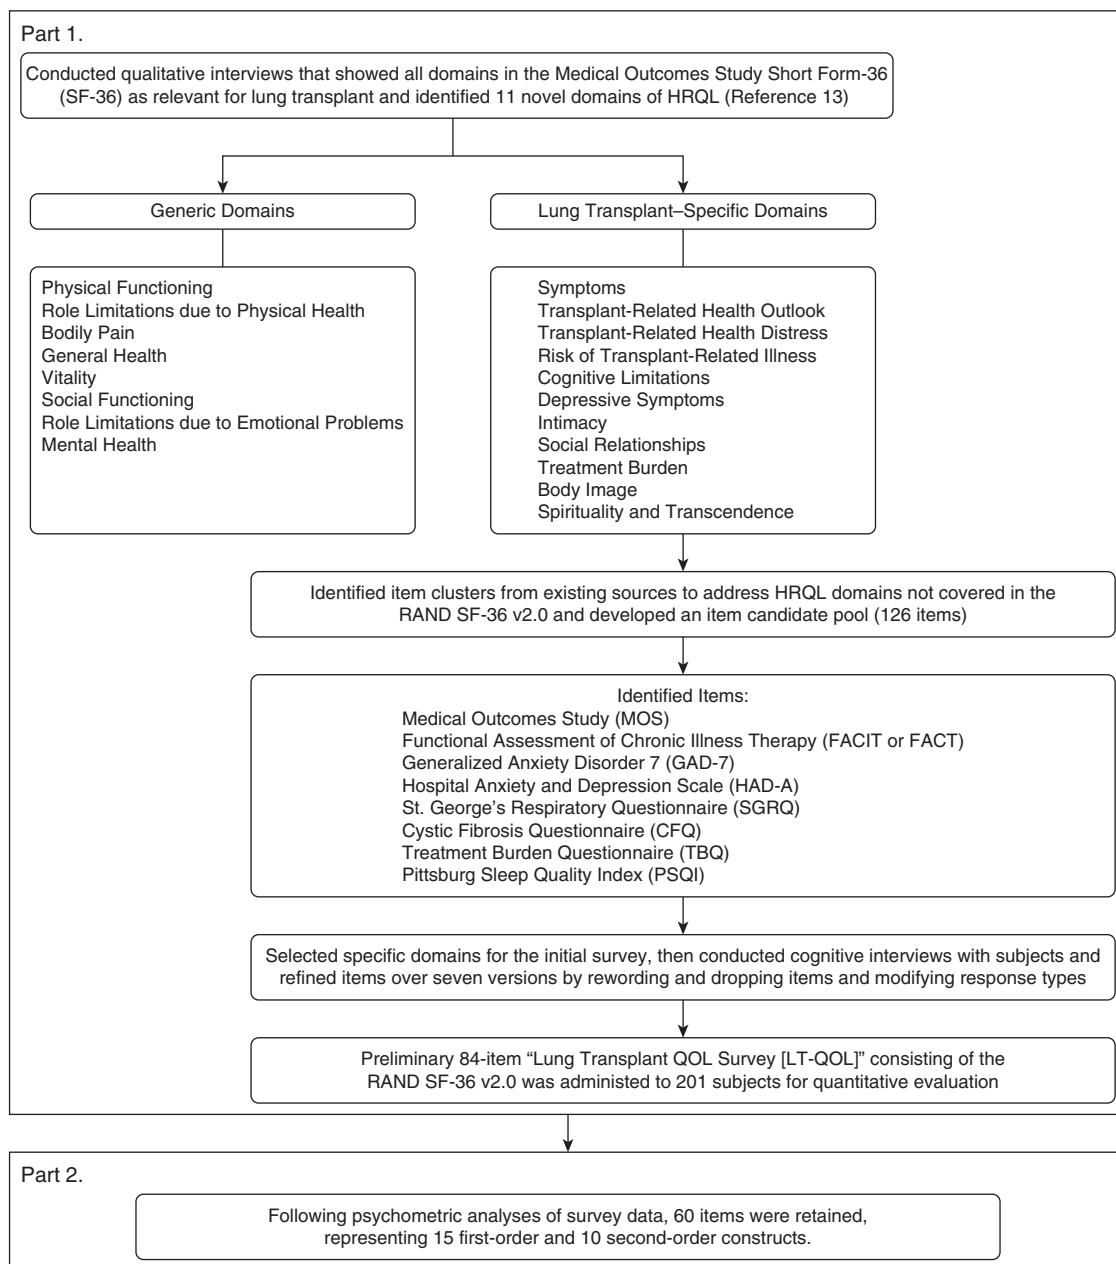 Part 1.
Conducted qualitative interviews that showed all domains in the Medical Outcomes Study Short Form-36
(SF-36) as relevant for lung transplant and identified 11 novel domains of HRQL (Reference 13)
Generic Domains
Physical Functioning
Role Limitations due to Physical Health
Bodily Pain
General Health
Vitality
Social Functioning
Role Limitations due to Emotional Problems
Mental Health
Lung Transplant–Specific Domains
Symptoms
Transplant-Related Health Outlook
Transplant-Related Health Distress
Risk of Transplant-Related Illness
Cognitive Limitations
Depressive Symptoms
Intimacy
Social Relationships
Treatment Burden
Body Image
Spirituality and Transcendence
Identified item clusters from existing sources to address HRQL domains not covered in the
RAND SF-36 v2.0 and developed an item candidate pool (126 items)
Identified Items:
Medical Outcomes Study (MOS)
Functional Assessment of Chronic Illness Therapy (FACIT or FACT)
Generalized Anxiety Disorder 7 (GAD-7)
Hospital Anxiety and Depression Scale (HAD-A)
St. George’s Respiratory Questionnaire (SGRQ)
Cystic Fibrosis Questionnaire (CFQ)
Treatment Burden Questionnaire (TBQ)
Pittsburg Sleep Quality Index (PSQI)
Selected specific domains for the initial survey, then conducted cognitive interviews with subjects and
refined items over seven versions by rewording and dropping items and modifying response types
Preliminary 84-item “Lung Transplant QOL Survey [LT-QOL]” consisting of the
RAND SF-36 v2.0 was administed to 201 subjects for quantitative evaluation
Part 2.
Following psychometric analyses of survey data, 60 items were retained,
representing 15 first-order and 10 second-order constructs.